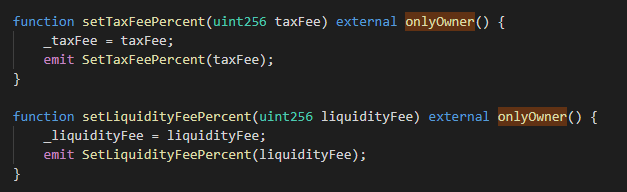 function setTaxFeePercent(uint256 taxFee) external onlyOwner() {
_taxFee = taxFee;
emit SetTaxFeePercent(taxFee);
}
function setLiquidityFeePercent(uint256 liquidityFee) external onlyOwner() {
_liquidityFee = liquidityFee;
emit SetLiquidityFeePercent(liquidityFee);
}